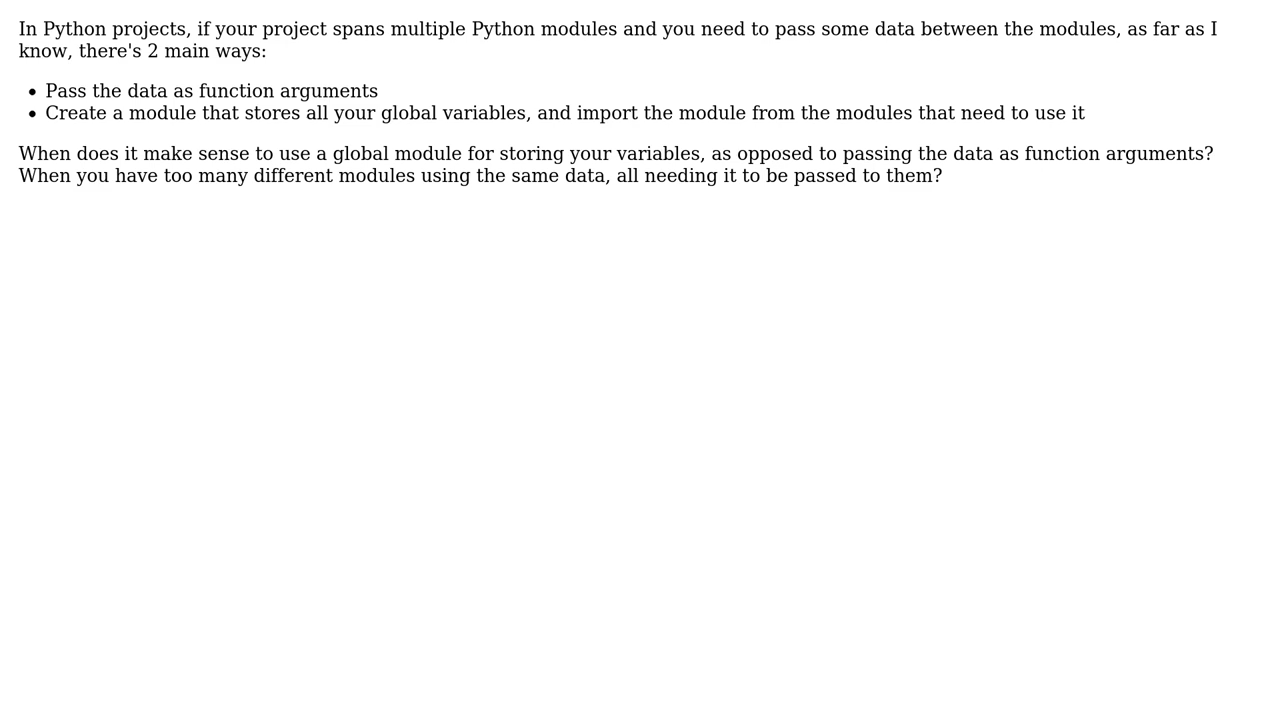 In Python projects, if your project spans multiple Python modules and you need to pass some data between the modules, as far as I
know, there's 2 main ways:
• Pass the data as function arguments
• Create a module that stores all your global variables, and import the module from the modules that need to use it
When does it make sense to use a global module for storing your variables, as opposed to passing the data as function arguments?
When you have too many different modules using the same data, all needing it to be passed to them?